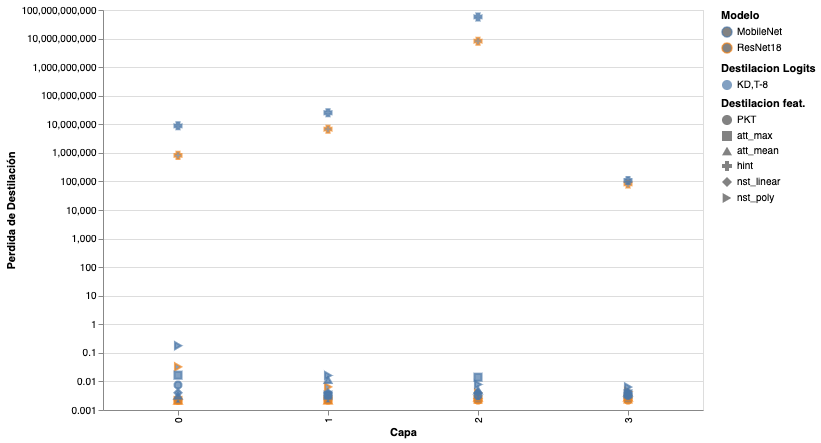 100,000,000,000
10,000,000,000
1,000,000,000
100,000,000
10,000,000
1,000,000
100,000
10,000
1,000
100
10
1
0.1
0.01
0.001
Perdida de Destilación
0
1
2
3
Capa
Modelo
MobileNet
ResNet18
Destilacion Logits
KD,T-8
Destilacion feat.
PKT
att_max
att_mean
hint
nst_linear
nst_poly